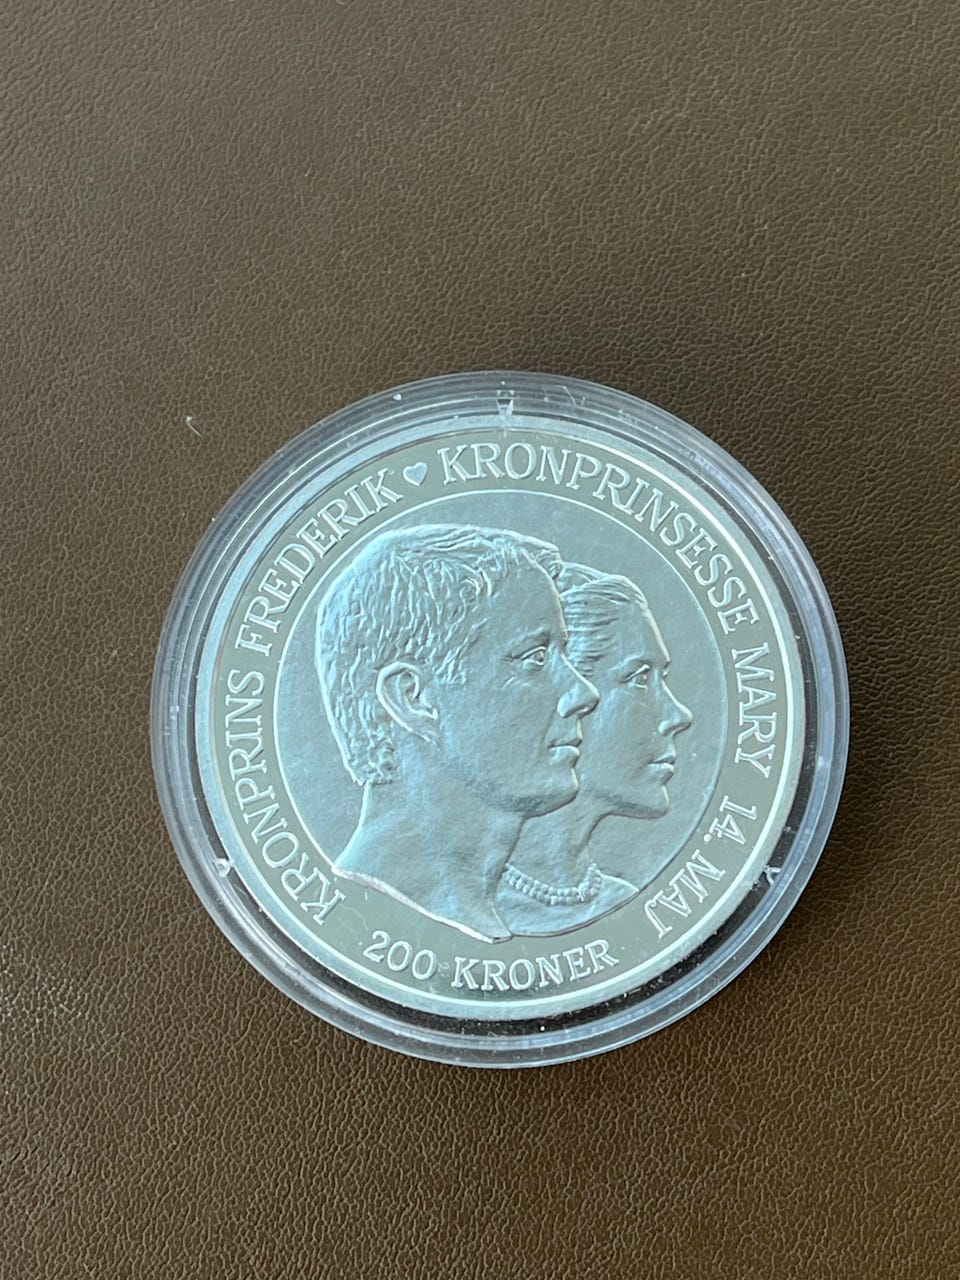 KRONPRINS FREDERIK ♥ KRONPRINSESSE MARY 14. MAJ
200 KRONER